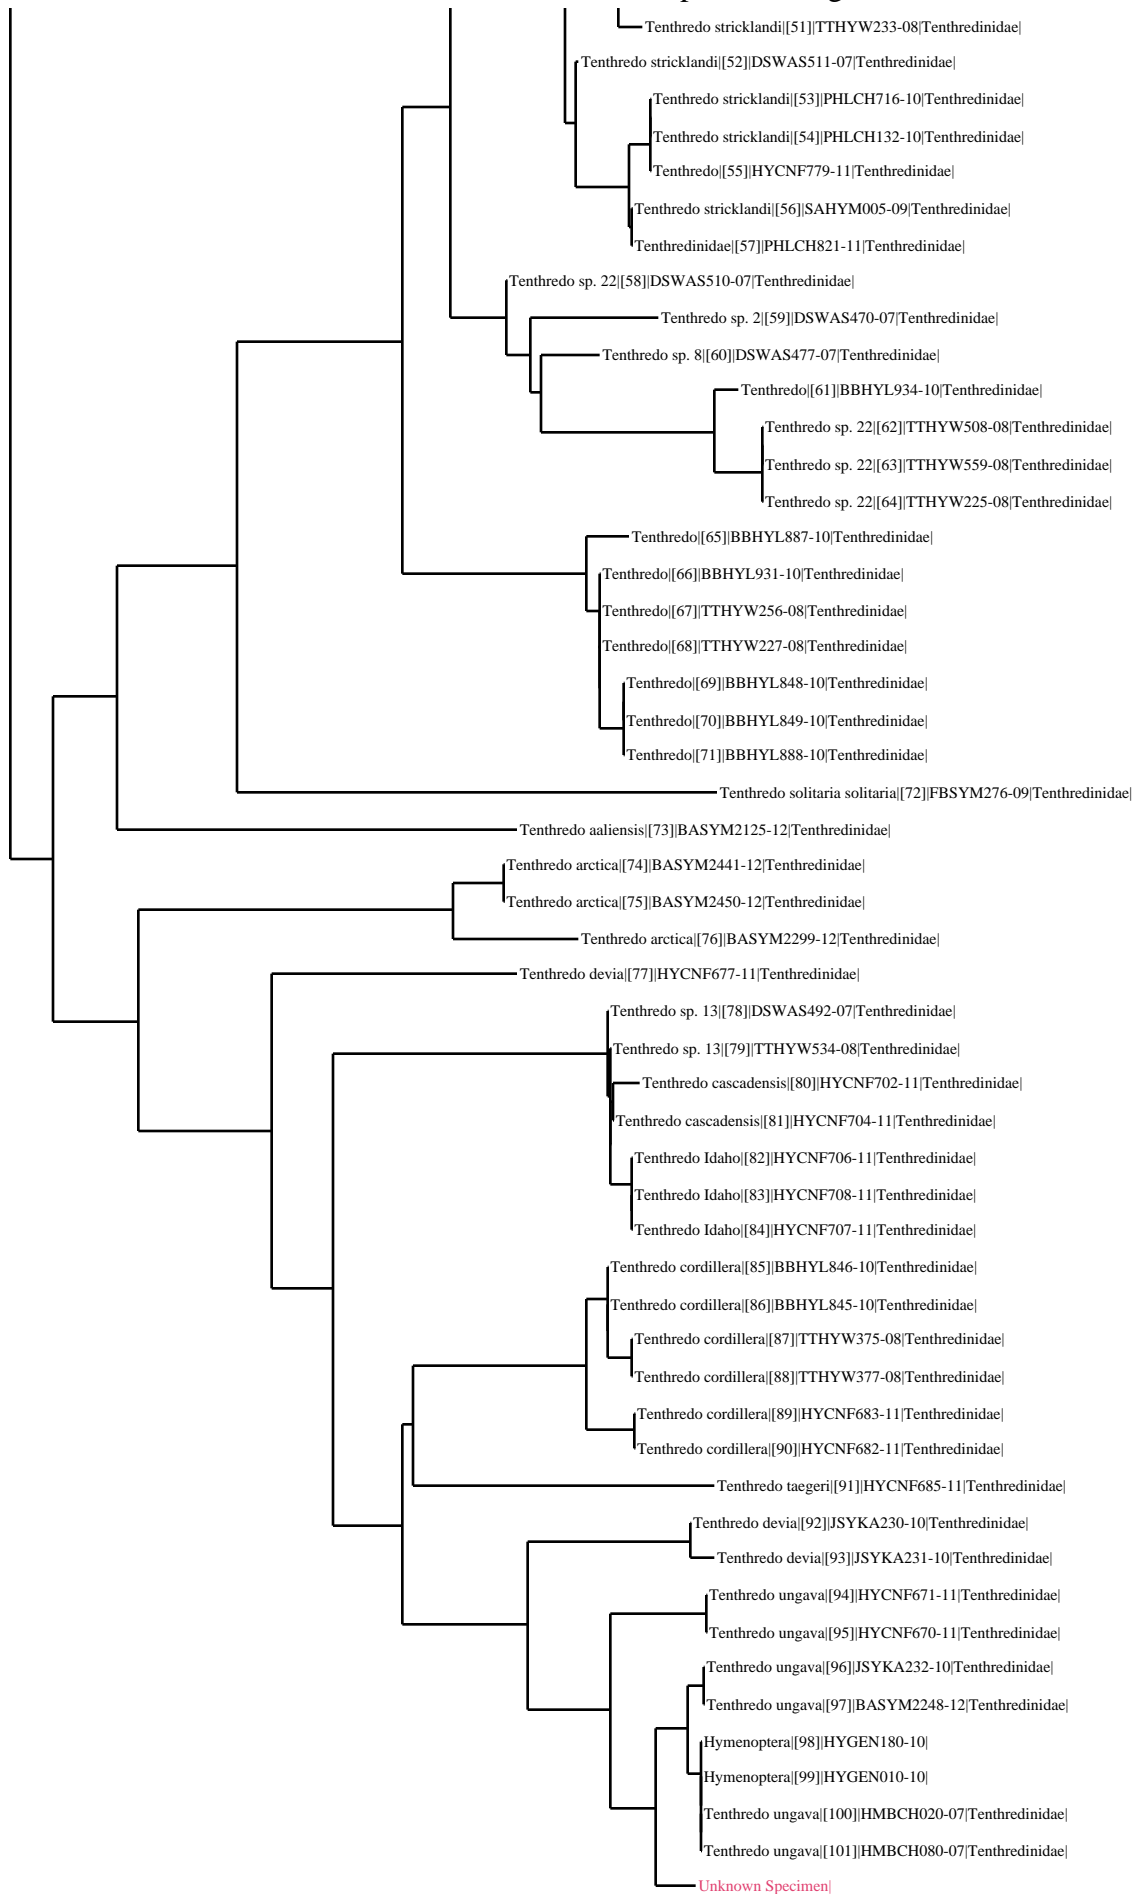 Tenthredo stricklandi|[51]|TTHYW233-08|Tenthredinidae|
Tenthredo stricklandi|[52]|DSWAS511-07|Tenthredinidae|
Tenthredo stricklandi|[53]|PHLCH716-10|Tenthredinidae|
Tenthredo stricklandi|[54]|PHLCH132-10|Tenthredinidae|
Tenthredo|[55]|HYCNF779-11|Tenthredinidae|
Tenthredo stricklandi|[56]|SAHYM005-09|Tenthredinidae|
Tenthredinidae|[57]|PHLCH821-11|Tenthredinidae|
Tenthredo sp. 22|[58]|DSWAS510-07|Tenthredinidae|
Tenthredo sp. 2|[59]|DSWAS470-07|Tenthredinidae|
Tenthredo sp. 8|[60]|DSWAS477-07|Tenthredinidae|
Tenthredo|[61]|BBHYL934-10|Tenthredinidae|
Tenthredo sp. 22|[62]|TTHYW508-08|Tenthredinidae|
Tenthredo sp. 22|[63]|TTHYW559-08|Tenthredinidae|
Tenthredo sp. 22|[64]|TTHYW225-08|Tenthredinidae|
Tenthredo|[65]|BBHYL887-10|Tenthredinidae|
Tenthredo|[66]|BBHYL931-10|Tenthredinidae|
Tenthredo|[67]|TTHYW256-08|Tenthredinidae|
Tenthredo|[68]|TTHYW227-08|Tenthredinidae|
Tenthredo|[69]|BBHYL848-10|Tenthredinidae|
Tenthredo|[70]|BBHYL849-10|Tenthredinidae|
Tenthredo|[71]|BBHYL888-10|Tenthredinidae|
Tenthredo solitaria solitaria|[72]|FBSYM276-09|Tenthredinidae|
Tenthredo aaliensis|[73]|BASYM2125-12|Tenthredinidae|
Tenthredo arctica|[74]|BASYM2441-12|Tenthredinidae|
Tenthredo arctica|[75]|BASYM2450-12|Tenthredinidae|
Tenthredo arctica|[76]|BASYM2299-12|Tenthredinidae|
Tenthredo devia|[77]|HYCNF677-11|Tenthredinidae|
Tenthredo sp. 13|[78]|DSWAS492-07|Tenthredinidae|
Tenthredo sp. 13|[79]|TTHYW534-08|Tenthredinidae|
Tenthredo cascadensis|[80]|HYCNF702-11|Tenthredinidae|
Tenthredo cascadensis|[81]|HYCNF704-11|Tenthredinidae|
Tenthredo Idaho|[82]|HYCNF706-11|Tenthredinidae|
Tenthredo Idaho|[83]|HYCNF708-11|Tenthredinidae|
Tenthredo Idaho|[84]|HYCNF707-11|Tenthredinidae|
Tenthredo cordillera|[85]|BBHYL846-10|Tenthredinidae|
Tenthredo cordillera|[86]|BBHYL845-10|Tenthredinidae|
Tenthredo cordillera|[87]|TTHYW375-08|Tenthredinidae|
Tenthredo cordillera|[88]|TTHYW377-08|Tenthredinidae|
Tenthredo cordillera|[89]|HYCNF683-11|Tenthredinidae|
Tenthredo cordillera|[90]|HYCNF682-11|Tenthredinidae|
Tenthredo taegeri|[91]|HYCNF685-11|Tenthredinidae|
Tenthredo devia|[92]|JSYKA230-10|Tenthredinidae|
Tenthredo devia|[93]|JSYKA231-10|Tenthredinidae|
Tenthredo ungava|[94]|HYCNF671-11|Tenthredinidae|
Tenthredo ungava|[95]|HYCNF670-11|Tenthredinidae|
Tenthredo ungava|[96]|JSYKA232-10|Tenthredinidae|
Tenthredo ungava|[97]|BASYM2248-12|Tenthredinidae|
Hymenoptera|[98]|HYGEN180-10|
Hymenoptera|[99]|HYGEN010-10|
Tenthredo ungava|[100]|HMBCH020-07|Tenthredinidae|
Tenthredo ungava|[101]|HMBCH080-07|Tenthredinidae|
Unknown Specimen|